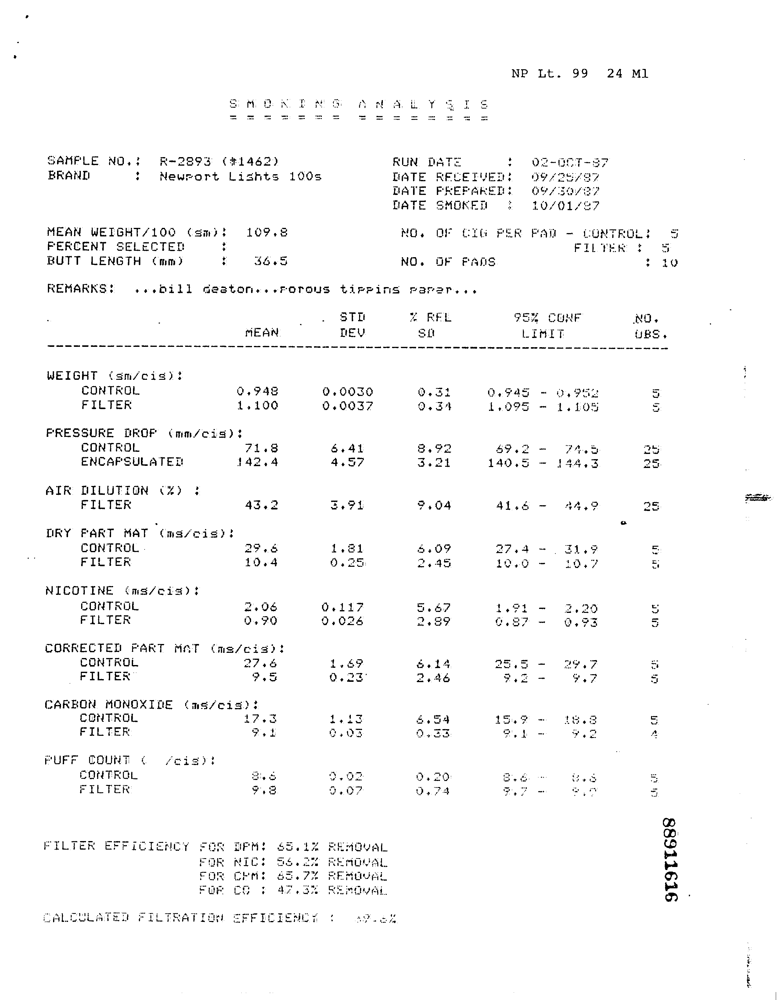 NP Lt. 99 24 Ml
SMOKING ANALYSIS
= = = = = = = = = = = = = = =
SAMPLE NO.: R-2893 (#1462) RUN DATE : 02-OCT-87
BRAND : Newport Lights 100s DATE RECEIVED: 09/25/87
DATE PREPARED: 09/30/87
DATE SMOKED : 10/01/87
MEAN WEIGHT/100 (gm): 109.8 NO. OF CIG PER PAD - CONTROL: 5
PERCENT SELECTED : FILTER : 5
BUTT LENGTH (mm) : 36.5 NO. OF PADS : 10
REMARKS: ...bill deaton...porous tipping paper...
STD % REL 95% CONF NO.
MEAN DEV SD LIMIT OBS.
WEIGHT (gm/cig):
CONTROL 0.948 0.0030 0.31 0.945 - 0.952 5
FILTER 1.100 0.0037 0.34 1.095 - 1.105 5
PRESSURE DROP (mm/cig):
CONTROL 71.8 6.41 8.92 69.2 - 74.5 25
ENCAPSULATED 142.4 4.57 3.21 140.5 - 144.3 25
AIR DILUTION (%) :
FILTER 43.2 3.91 9.04 41.6 - 44.9 25
DRY PART MAT (mg/cig):
CONTROL 29.6 1.81 6.09 27.4 - 31.9 5
FILTER 10.4 0.25 2.45 10.0 - 10.7 5
NICOTINE (mg/cig):
CONTROL 2.06 0.117 5.67 1.91 - 2.20 5
FILTER 0.90 0.026 2.89 0.87 - 0.93 5
CORRECTED PART MAT (mg/cig):
CONTROL 27.6 1.69 6.14 25.5 - 29.7 5
FILTER 9.5 0.23 2.46 9.2 - 9.7 5
CARBON MONOXIDE (mg/cig):
CONTROL 17.3 1.13 6.54 15.9 - 18.8 5
FILTER 9.1 0.03 0.33 9.1 - 9.2 4
PUFF COUNT ( /cig):
CONTROL 8.6 0.02 0.20 8.6 - 8.6 5
FILTER 9.8 0.07 0.74 9.7 - 9.9 5
FILTER EFFICIENCY FOR DPM: 65.1% REMOVAL
FOR NIC: 56.2% REMOVAL
FOR CPM: 65.7% REMOVAL
FOR CO : 47.3% REMOVAL
CALCULATED FILTRATION EFFICIENCY :
88911616